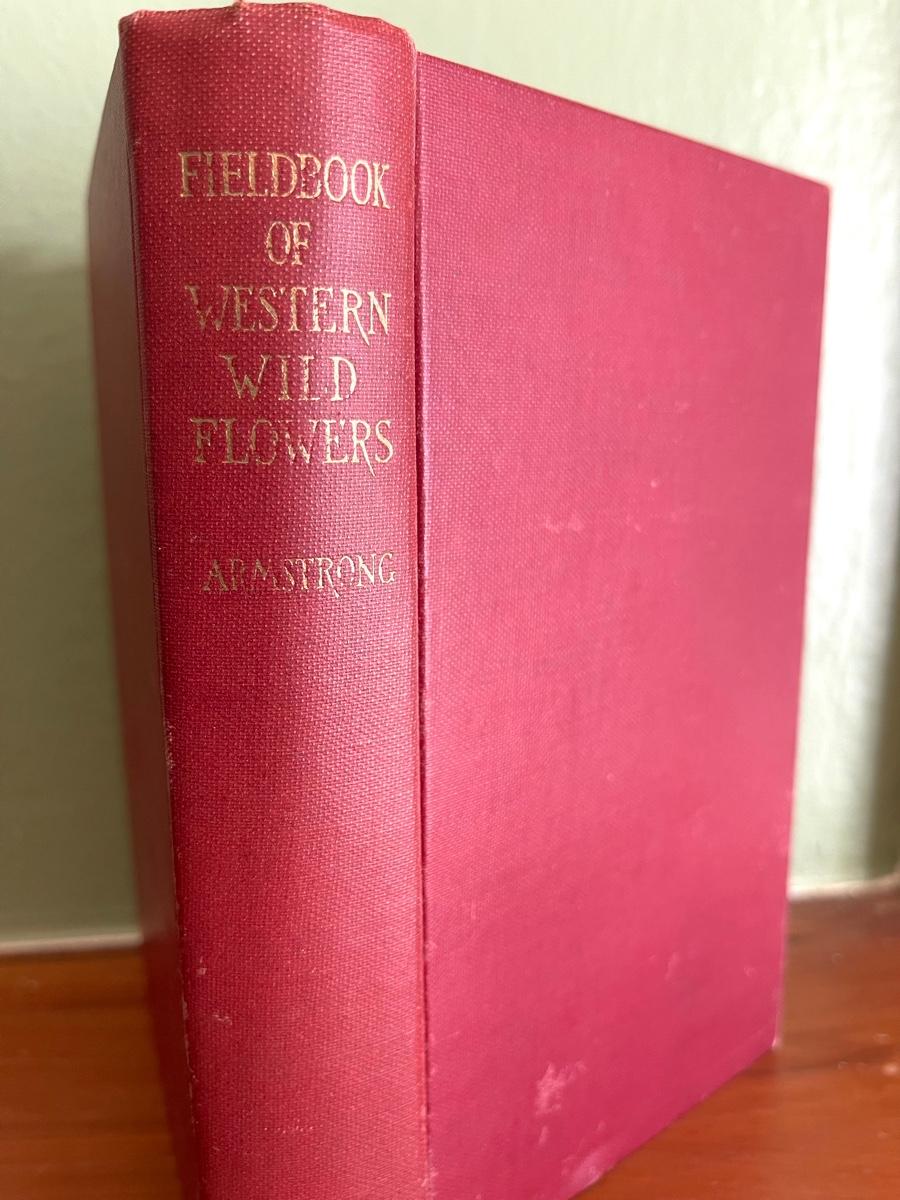 FIELDBOOK
OF
WESTERN
WILD
FLOWERS
ARMSTRONG